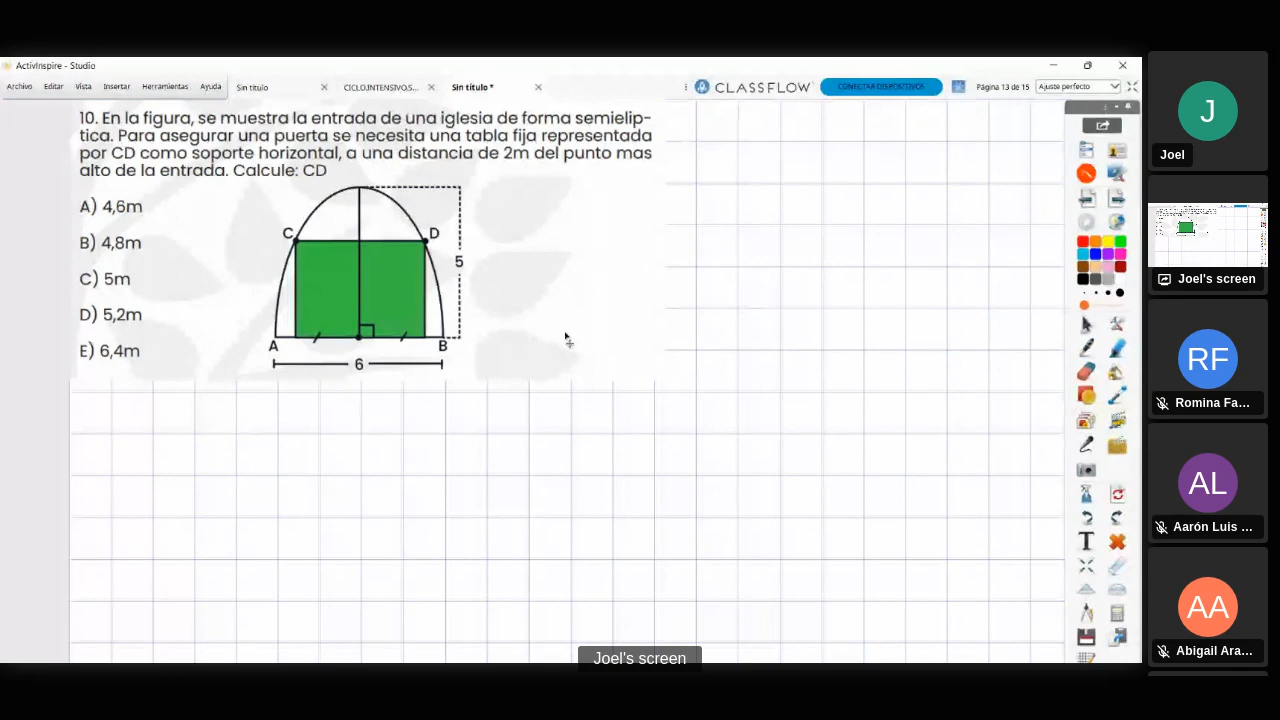 ActivInspire - Studio
Archivo Editar Vista Insertar Herramientas Ayuda
Sin título
CICLO.INTENSIVO.S...
Sin título *
CLASSFLOW
CONECTAR DISPOSITIVOS
Página 13 de 15
Ajuste perfecto
10. En la figura, se muestra la entrada de una iglesia de forma semielip-
tica. Para asegurar una puerta se necesita una tabla fija representada
por CD como soporte horizontal, a una distancia de 2m del punto mas
alto de la entrada. Calcule: CD
A) 4,6m
B) 4,8m
C) 5m
D) 5,2m
E) 6,4m
C
D
5
A
B
6
T
J
Joel
Joel's screen
RF
Romina Fa...
AL
Aarón Luis ...
AA
Abigail Ara...
Joel's screen